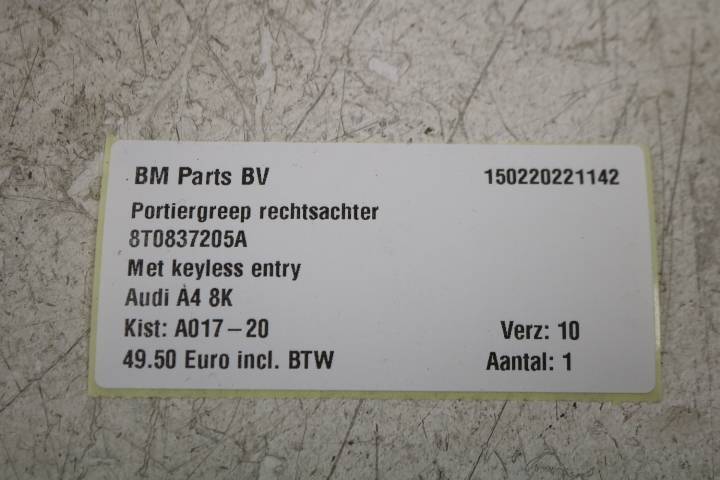 BM Parts BV 150220221142
Portiergreep rechtsachter
8T0837205A
Met keyless entry
Audi A4 8K
Kist: A017-20 Verz: 10
49.50 Euro incl. BTW Aantal: 1